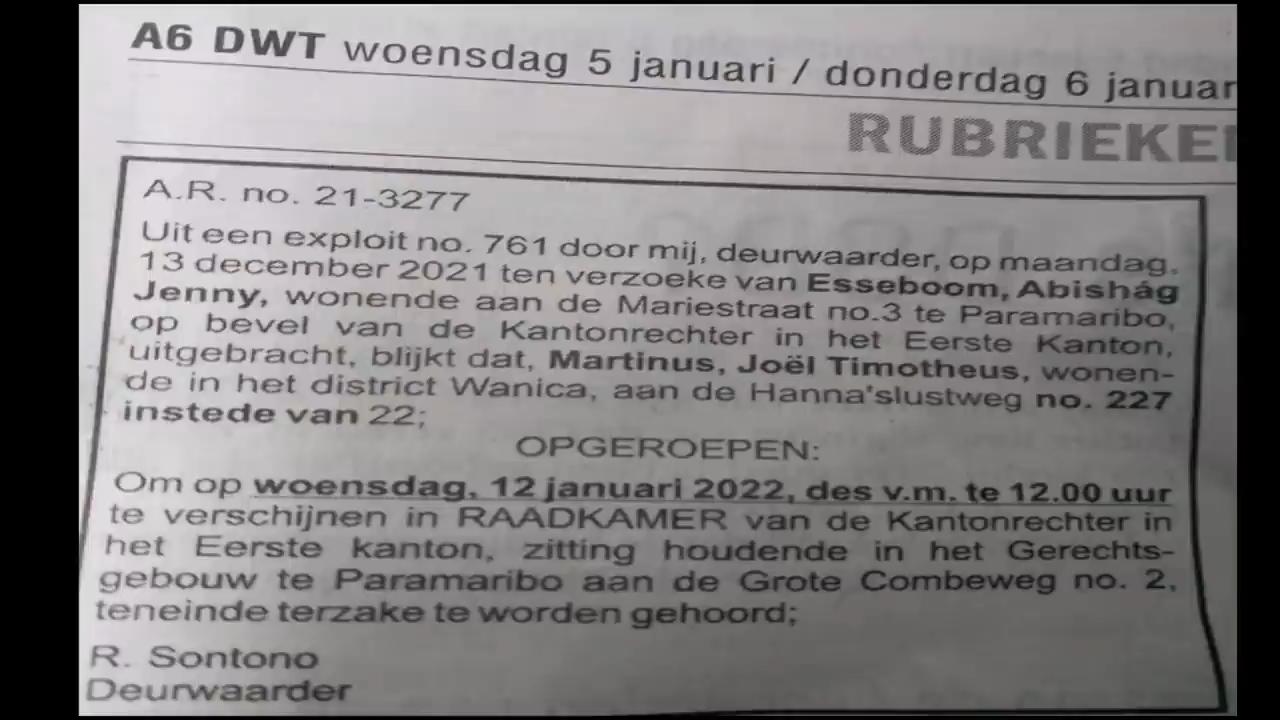 A6 DWT woensdag 5 januari / donderdag 6 januar
RUBRIEKE
A.R. no. 21-3277
Uit een exploit no. 761 door mij, deurwaarder, op maandag,
13 december 2021 ten verzoeke van Esseboom, Abishág
Jenny, wonende aan de Mariestraat no.3 te Paramaribo,
op bevel van de Kantonrechter in het Eerste Kanton,
uitgebracht, blijkt dat, Martinus, Joël Timotheus, wonen-
de in het district Wanica, aan de Hanna'slustweg no. 227
instede van 22;
OPGEROEPEN:
Om op woensdag, 12 januari 2022, des v.m. te 12.00 uur
te verschijnen in RAADKAMER van de Kantonrechter in
het Eerste kanton, zitting houdende in het Gerechts-
gebouw te Paramaribo aan de Grote Combeweg no. 2,
teneinde terzake te worden gehoord;
R. Sontono
Deurwaarder